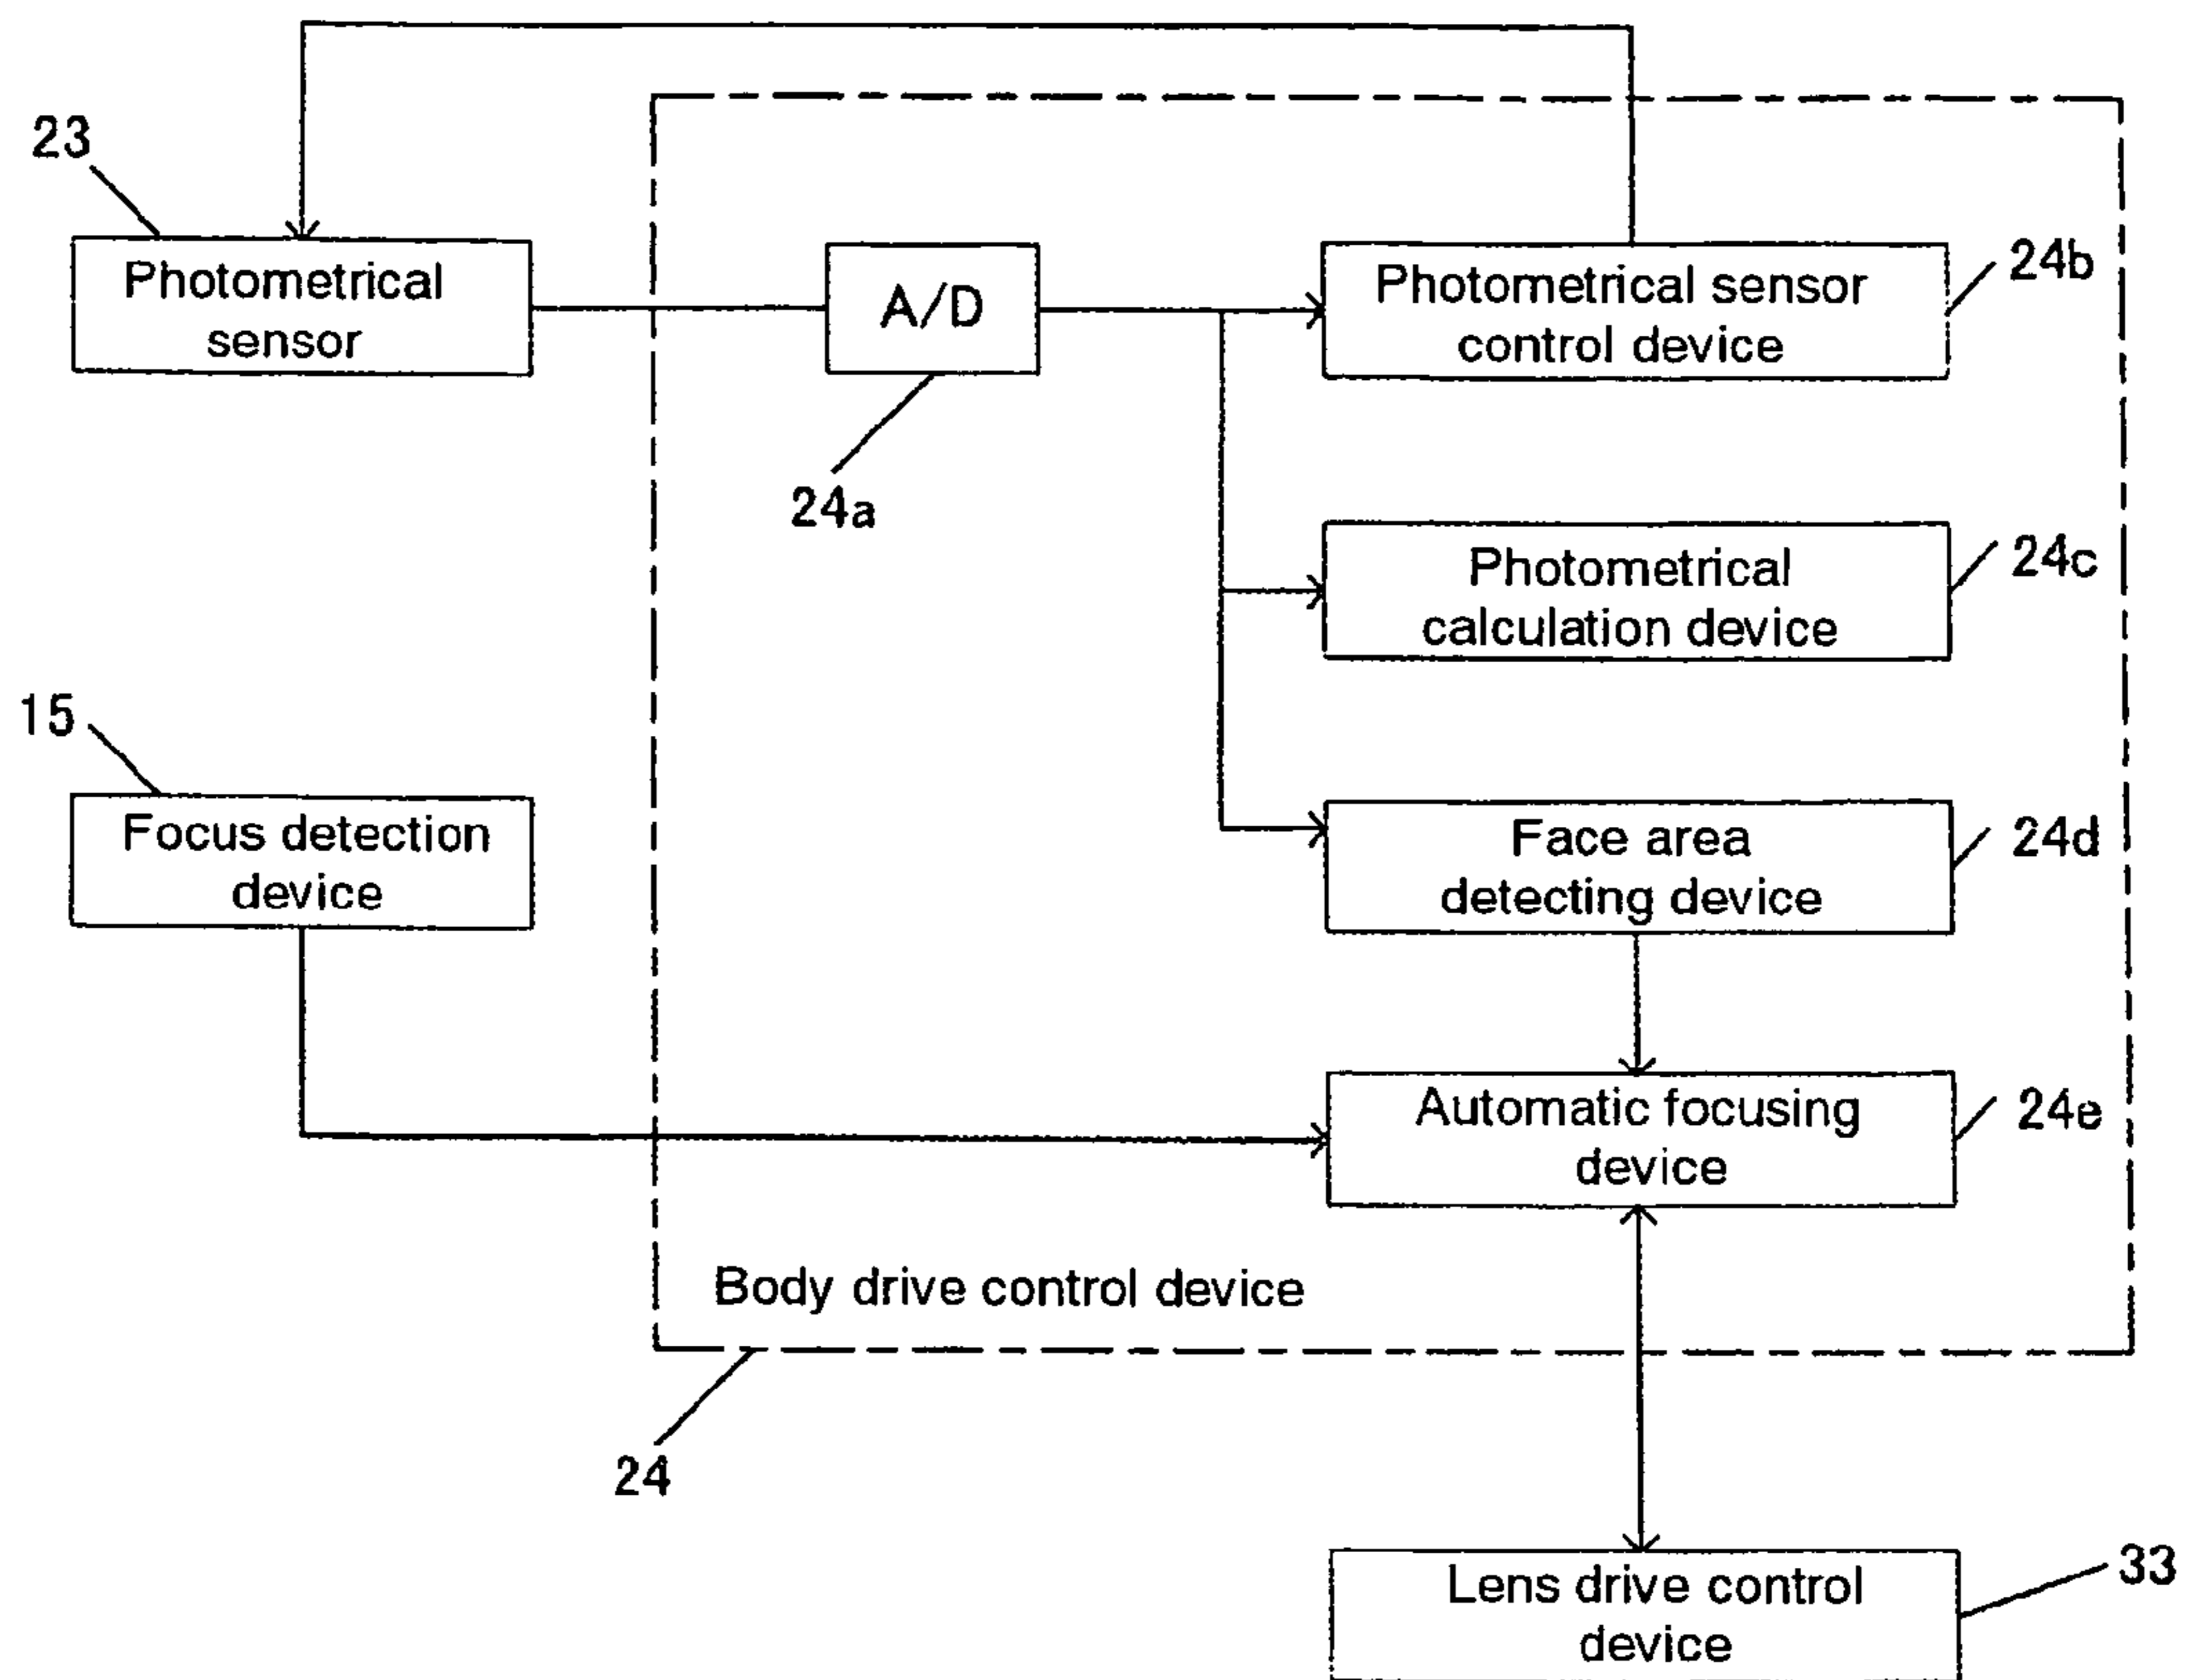 23
Photometrical
sensor
A/D
24a
Photometrical sensor
control device
24b
Photometrical
calculation device
24c
15
Focus detection
device
Face area
detecting device
24d
Automatic focusing
device
24e
Body drive control device
24
Lens drive control
device
33